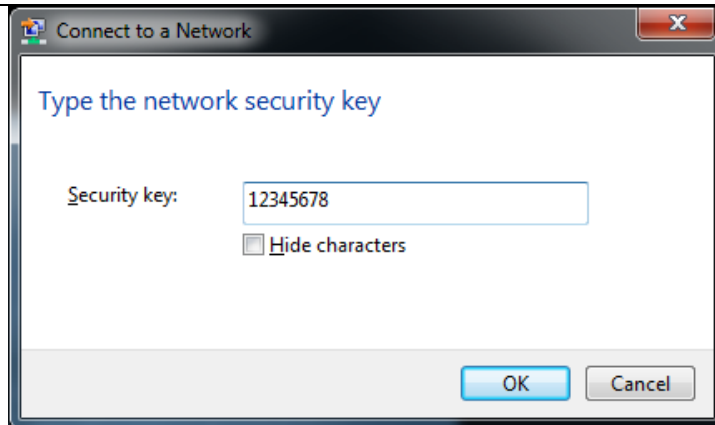 Connect to a Network
Type the network security key
Security key: 12345678
Hide characters
OK Cancel